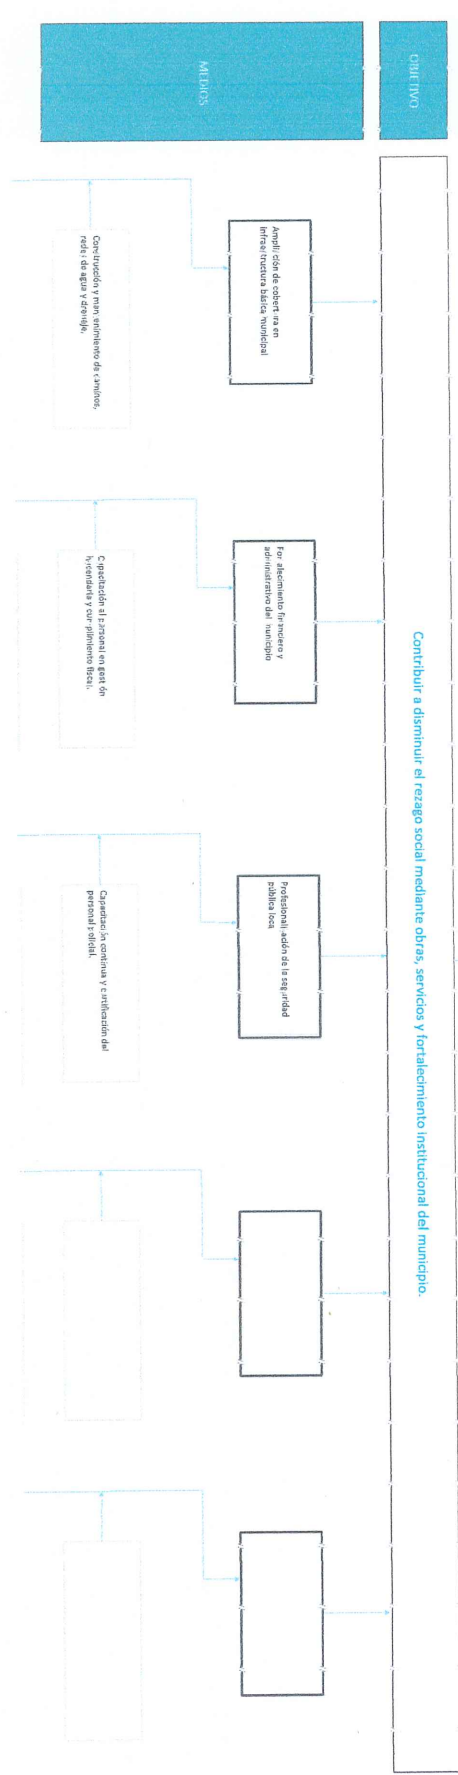 OBJETIVO
Contribuir a disminuir el rezago social mediante obras, servicios y fortalecimiento institucional del municipio.
MEDIOS
Ampliación de cobertura en
infraestructura básica municipal
Fortalecimiento financiero y
administrativo del municipio
Profesionalización de la seguridad
pública local
Construcción y mantenimiento de caminos,
redes de agua y drenaje.
Capacitación al personal en gestión
hacendaria y cumplimiento fiscal.
Capacitación continua y certificación del
personal policial.